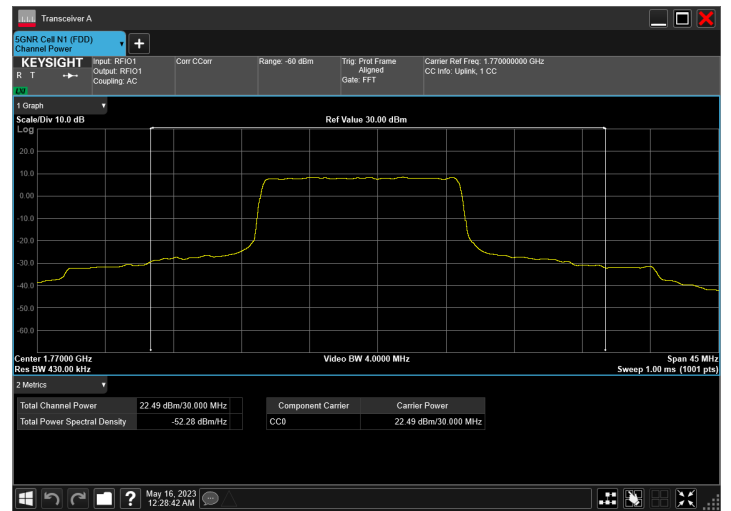 Transceiver A
5GNR Cell N1 (FDD)
Channel Power
KEYSIGHT
R T
LXI
Input: RFIO1
Output: RFIO1
Coupling: AC
Corr CCorr
Range: -60 dBm
Trig: Prot Frame
Aligned
Gate: FFT
Carrier Ref Freq: 1.770000000 GHz
CC Info: Uplink, 1 CC
1 Graph
Scale/Div 10.0 dB
Ref Value 30.00 dBm
Log
20.0
10.0
0.00
-10.0
-20.0
-30.0
-40.0
-50.0
-60.0
Center 1.77000 GHz
Video BW 4.0000 MHz
Span 45 MHz
Res BW 430.00 kHz
Sweep 1.00 ms (1001 pts)
2 Metrics
Total Channel Power 22.49 dBm/30.000 MHz
Total Power Spectral Density -52.28 dBm/Hz
Component Carrier Carrier Power
CC0 22.49 dBm/30.000 MHz
?
May 16, 2023
12:28:42 AM